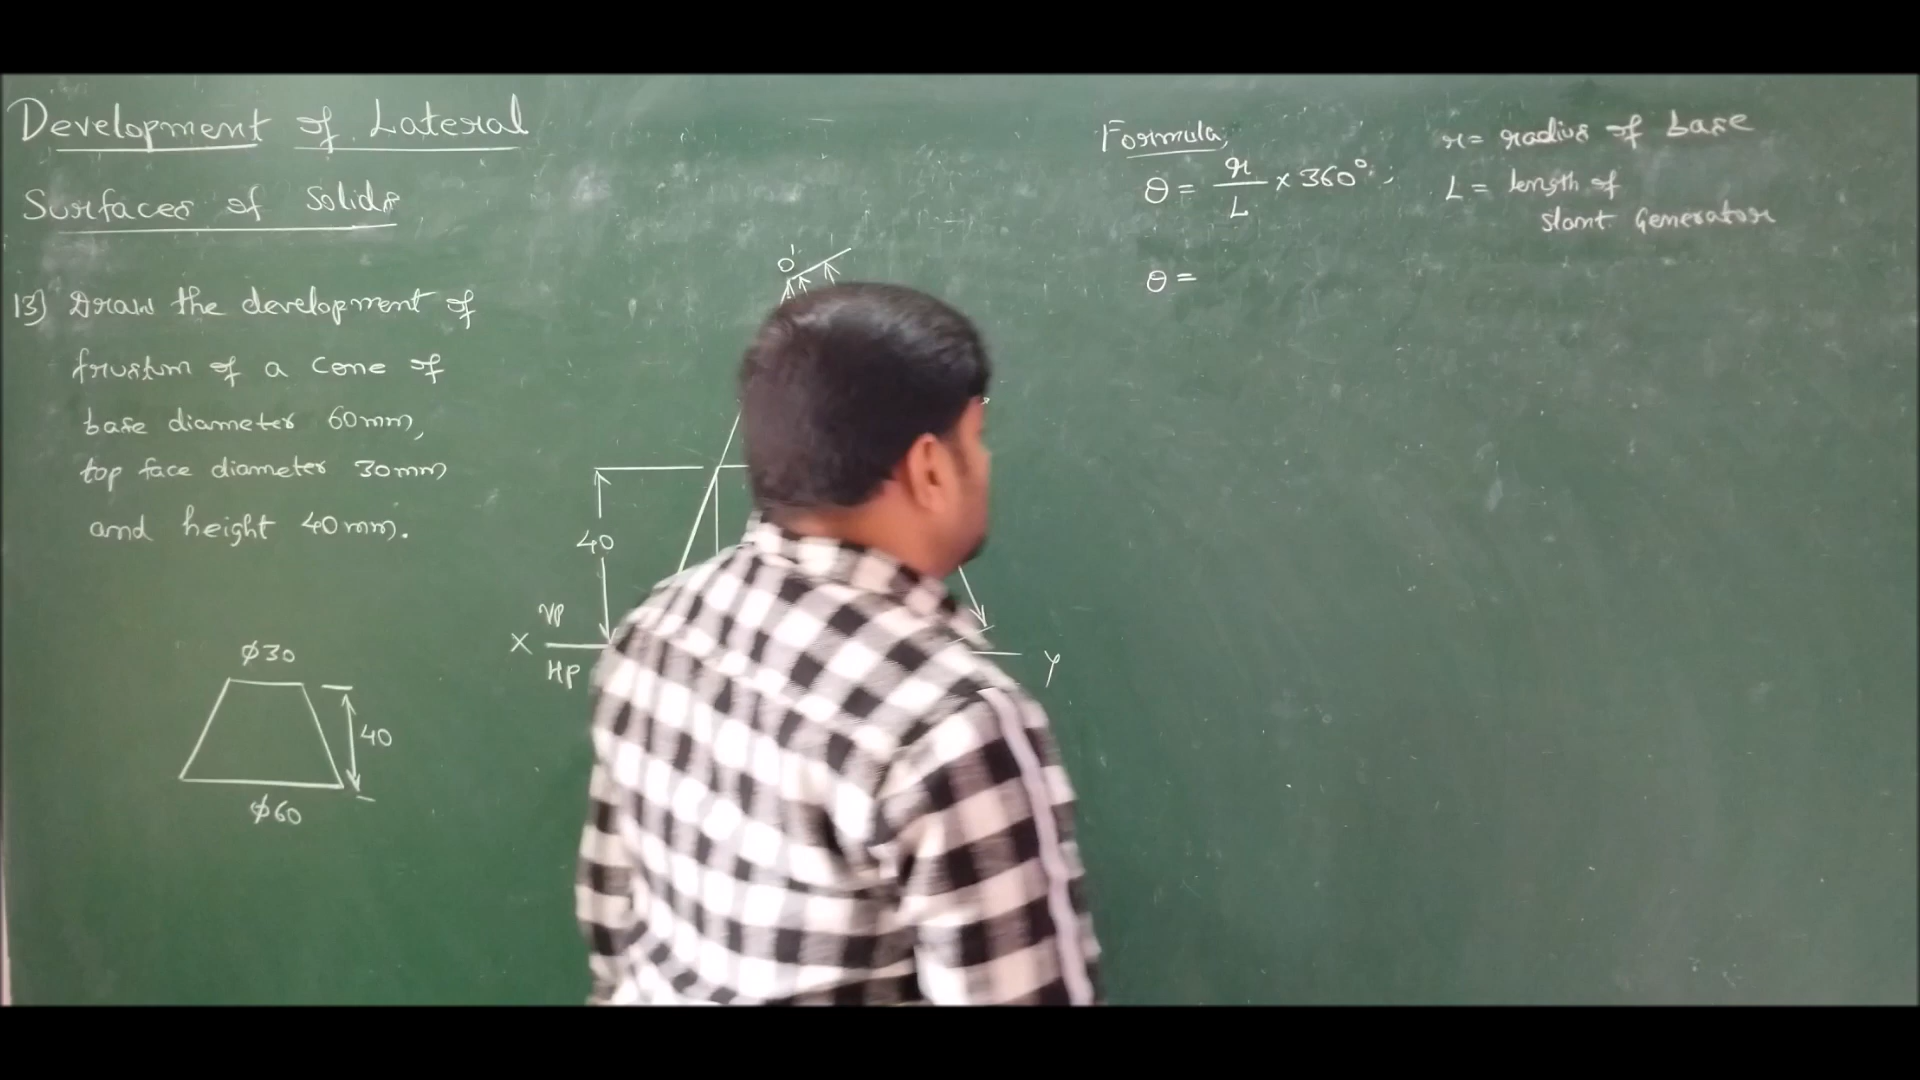 Development of Lateral
Surfaces of Solids
13) Draw the development of
frustum of a cone of
base diameter 60mm,
top face diameter 30mm
and height 40mm.
ϕ30
40
ϕ60
O'
40
VP
X
HP
Y
Formula,
θ = r/L × 360°;
r = radius of base
L = length of
slant Generator
θ =